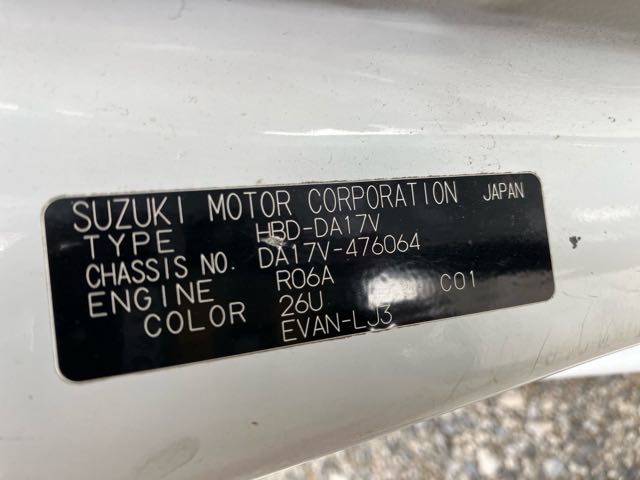 SUZUKI MOTOR CORPORATION JAPAN
TYPE HBD-DA17V
CHASSIS NO. DA17V-476064
ENGINE R06A C01
COLOR 26U
EVAN-LJ3